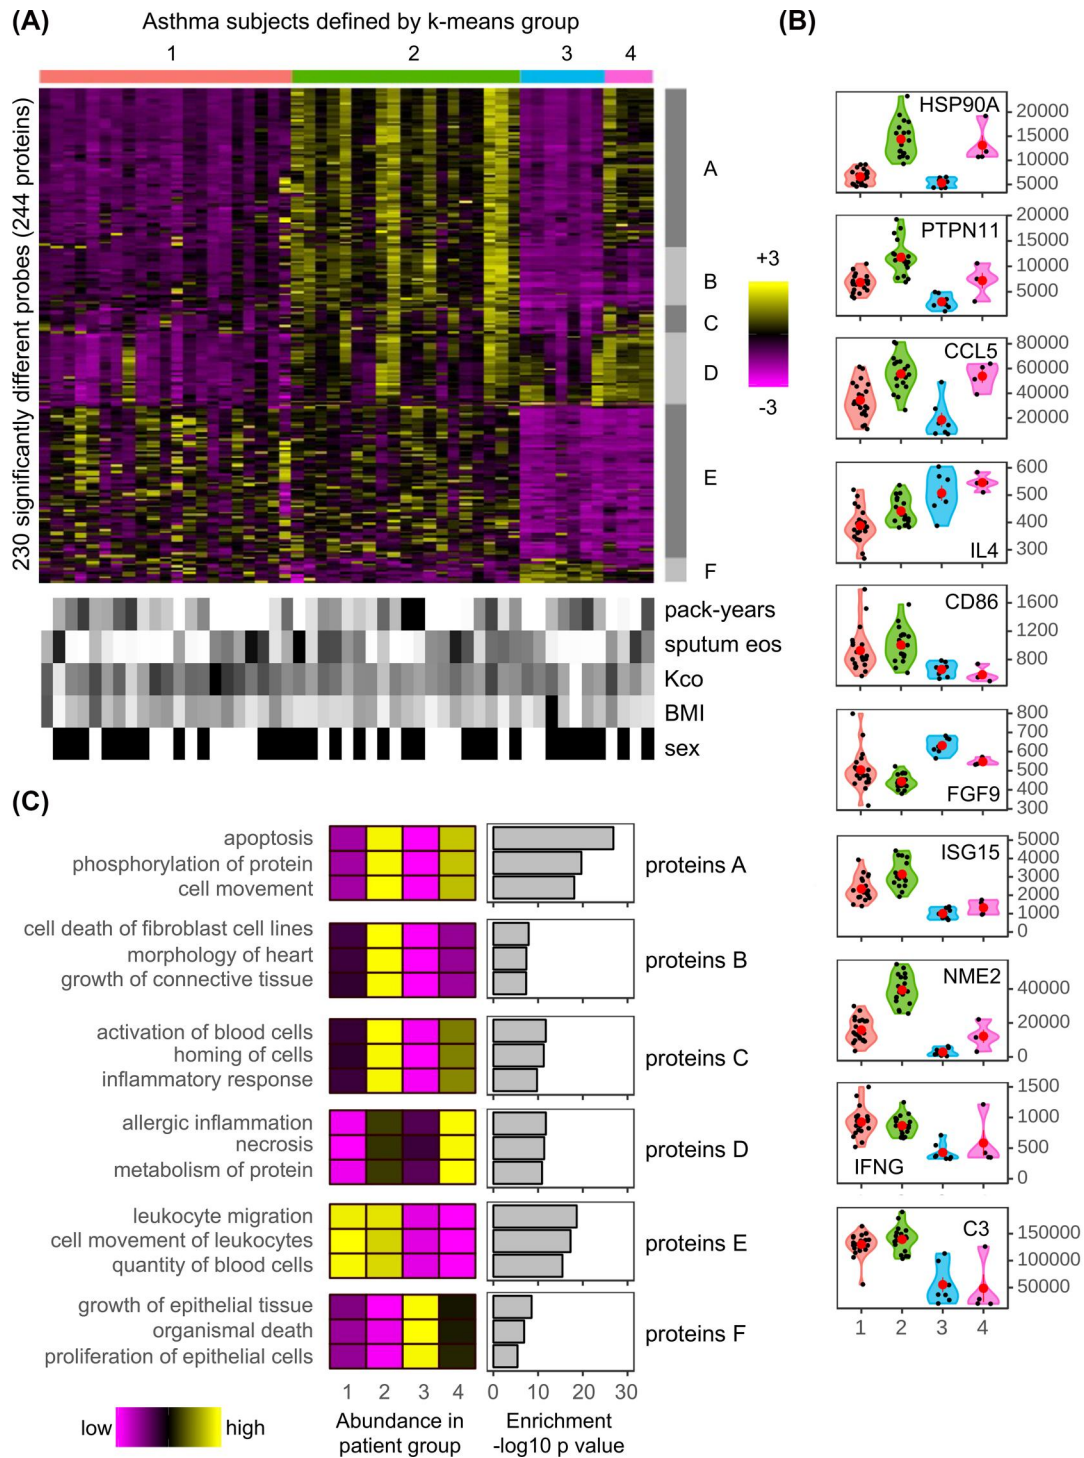 (A)
Asthma subjects defined by k-means group
1 2 3 4
230 significantly different probes (244 proteins)
A
B
C
D
E
F
+3
-3
pack-years
sputum eos
Kco
BMI
sex
(B)
HSP90A
20000
15000
10000
5000
PTPN11
20000
15000
10000
5000
CCL5
80000
60000
40000
20000
IL4
600
500
400
300
CD86
1600
1200
800
FGF9
800
700
600
500
400
300
ISG15
5000
4000
3000
2000
1000
0
NME2
40000
20000
0
IFNG
1500
1000
500
0
C3
150000
100000
50000
1 2 3 4
(C)
apoptosis
phosphorylation of protein
cell movement
proteins A
cell death of fibroblast cell lines
morphology of heart
growth of connective tissue
proteins B
activation of blood cells
homing of cells
inflammatory response
proteins C
allergic inflammation
necrosis
metabolism of protein
proteins D
leukocyte migration
cell movement of leukocytes
quantity of blood cells
proteins E
growth of epithelial tissue
organismal death
proliferation of epithelial cells
proteins F
1 2 3 4
0 10 20 30
low high
Abundance in
patient group
Enrichment
-log10 p value